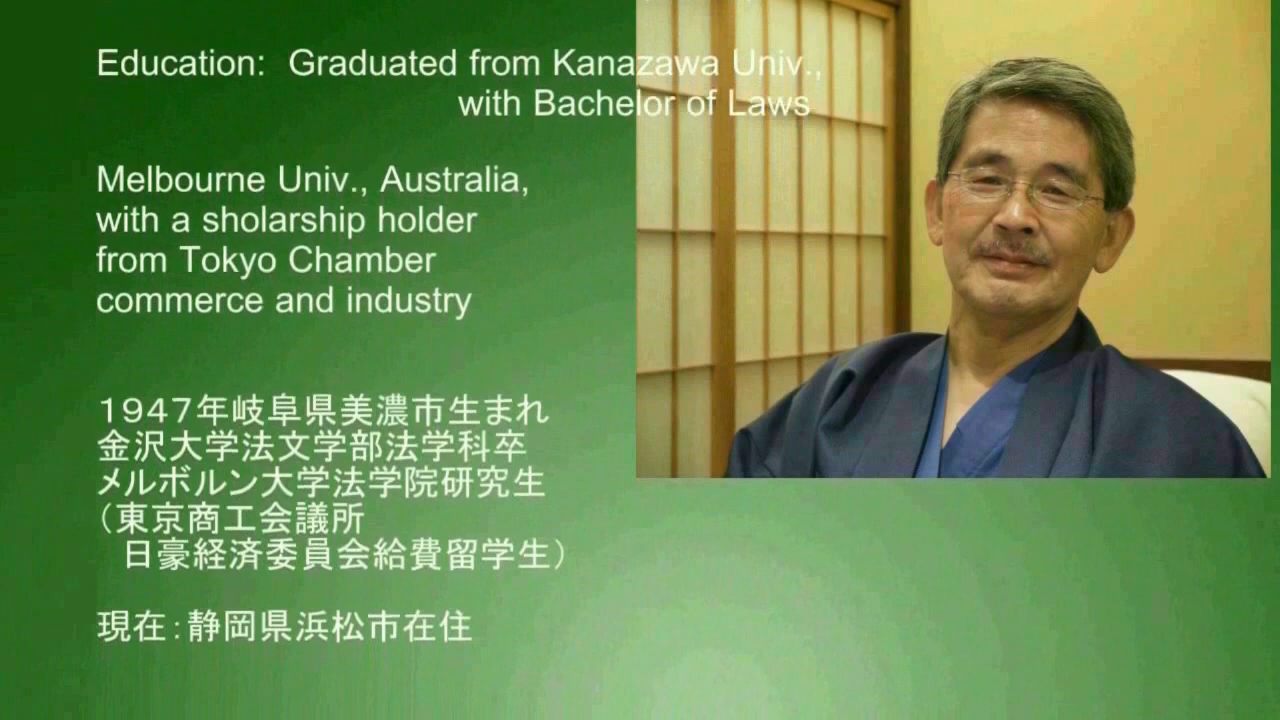 Education:  Graduated from Kanazawa Univ.,
with Bachelor of Laws
Melbourne Univ., Australia,
with a sholarship holder
from Tokyo Chamber
commerce and industry
１９４７年岐阜県美濃市生まれ
金沢大学法文学部法学科卒
メルボルン大学法学院研究生
（東京商工会議所
日豪経済委員会給費留学生）
現在：静岡県浜松市在住